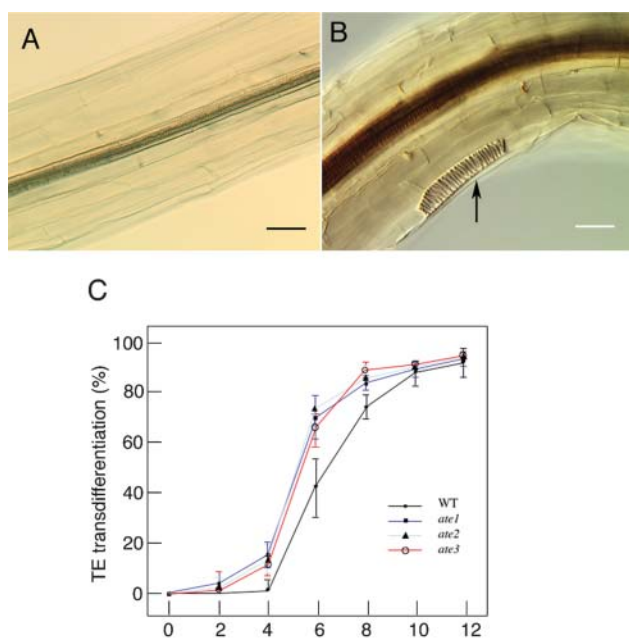 A
B
C
TE transdifferentiation (%)
100
80
60
40
20
0
WT
ate1
ate2
ate3
0 2 4 6 8 10 12